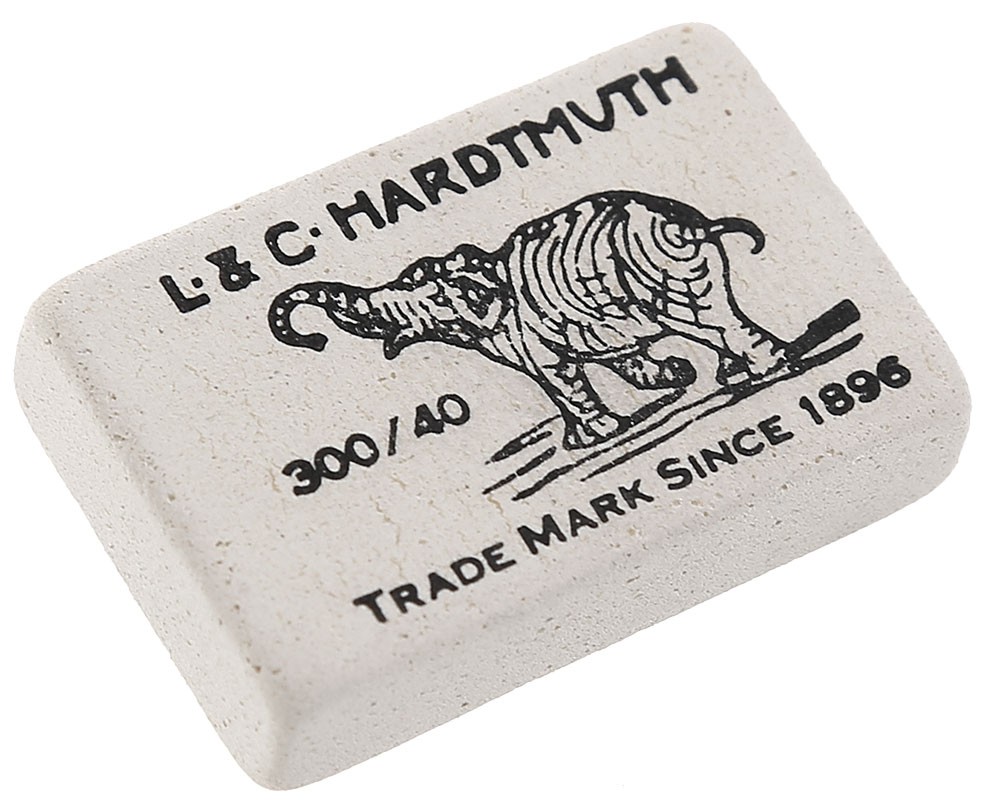 L. & C. HARDTMUTH
300/40
TRADE MARK SINCE 1896